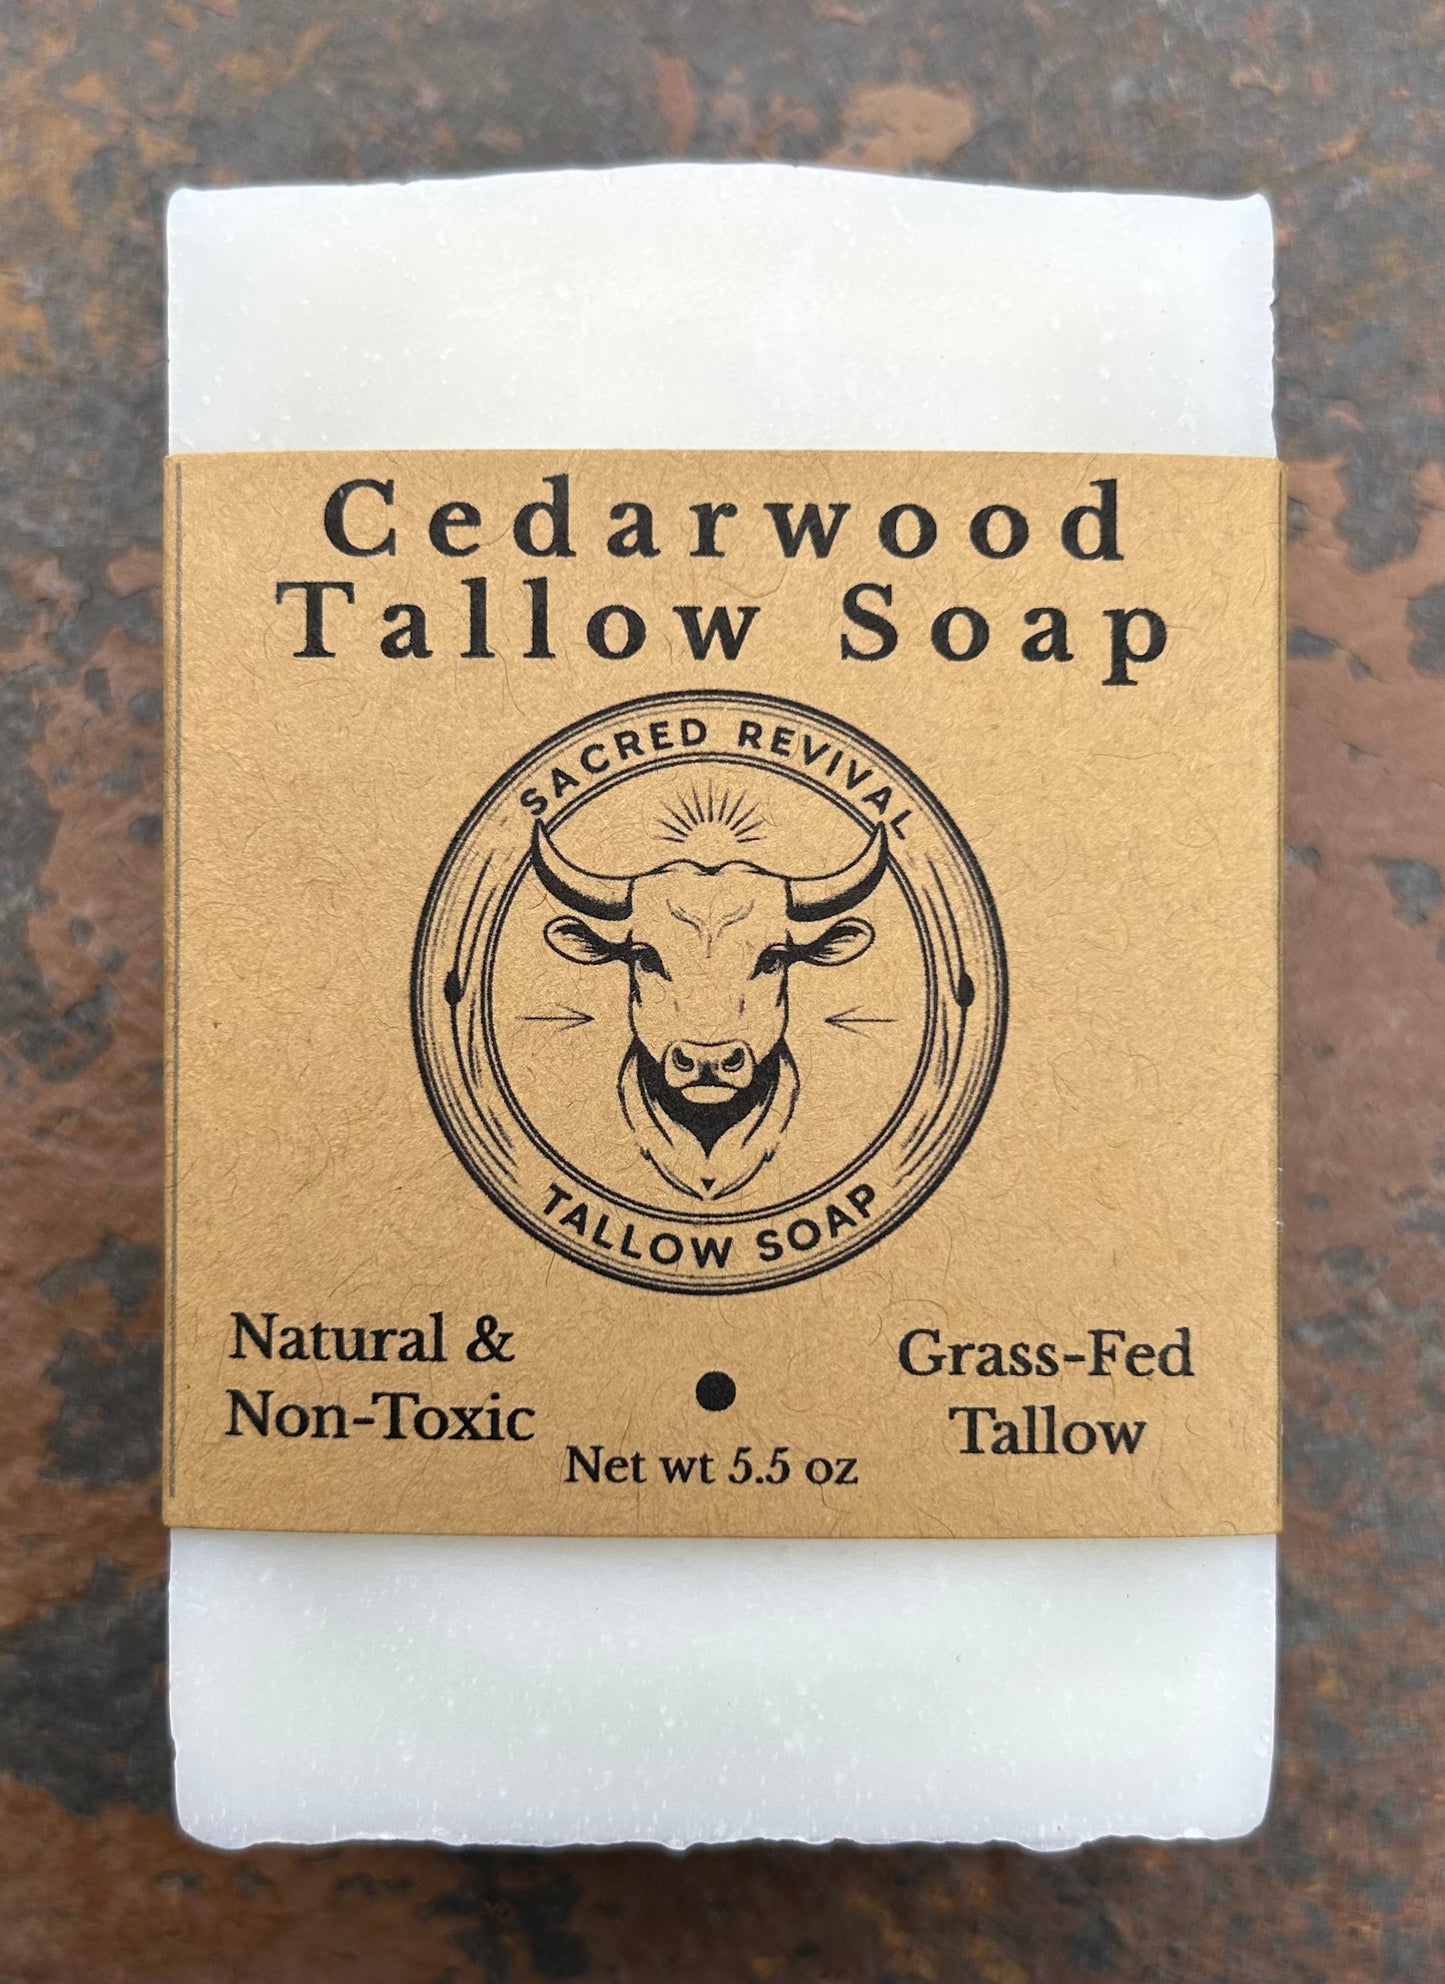 Cedarwood
Tallow Soap
SACRED REVIVAL
TALLOW SOAP
Natural &
Non-Toxic
Grass-Fed
Tallow
Net wt 5.5 oz